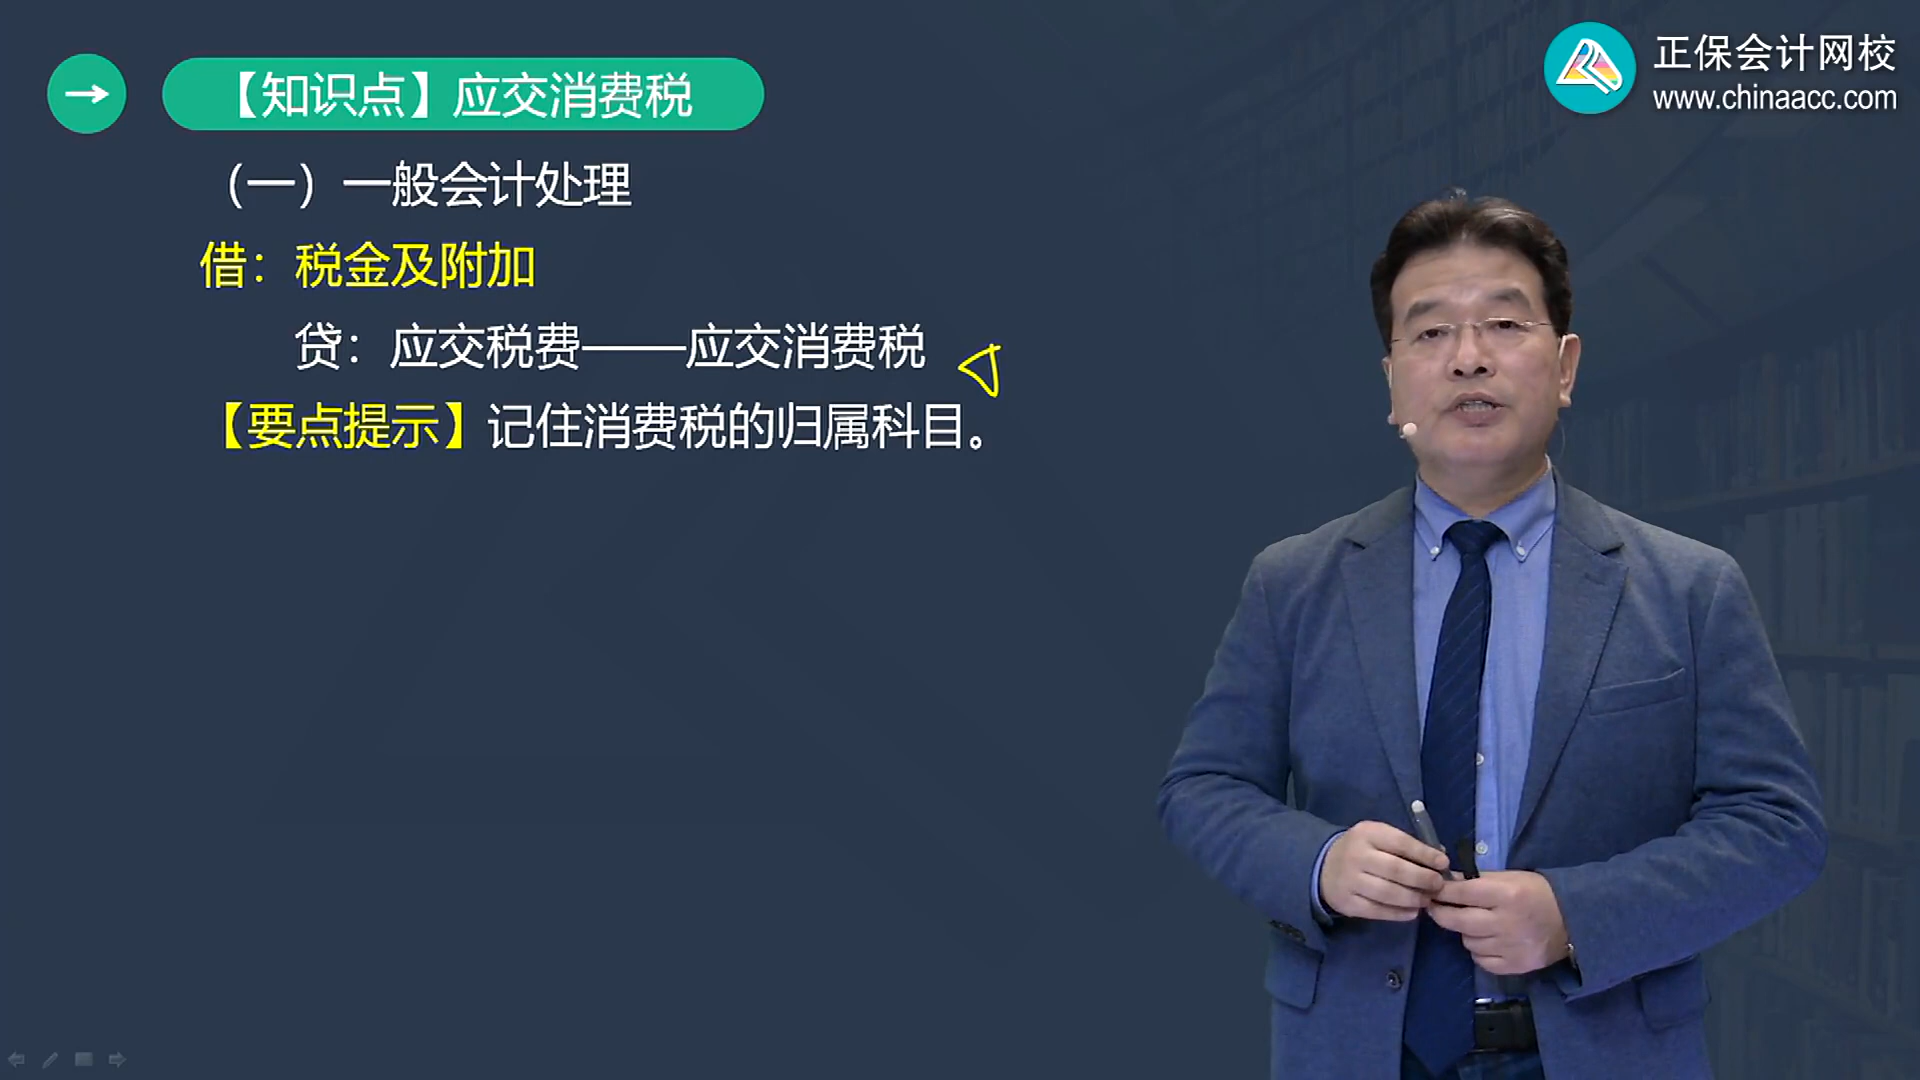 【知识点】应交消费税
正保会计网校
www.chinaacc.com
（一）一般会计处理
借：税金及附加
贷：应交税费——应交消费税
【要点提示】记住消费税的归属科目。